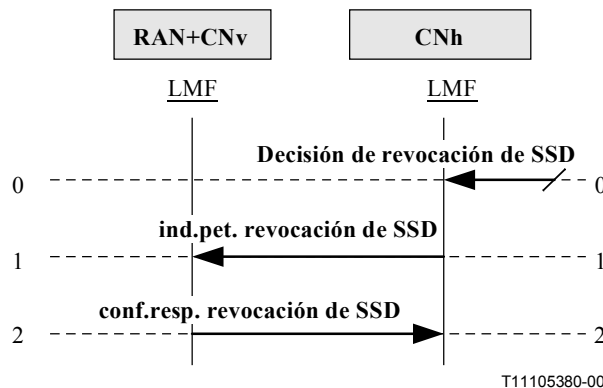 RAN+CNv CNh
LMF LMF
Decisión de revocación de SSD
0 0
ind.pet. revocación de SSD
1 1
conf.resp. revocación de SSD
2 2
T11105380-00